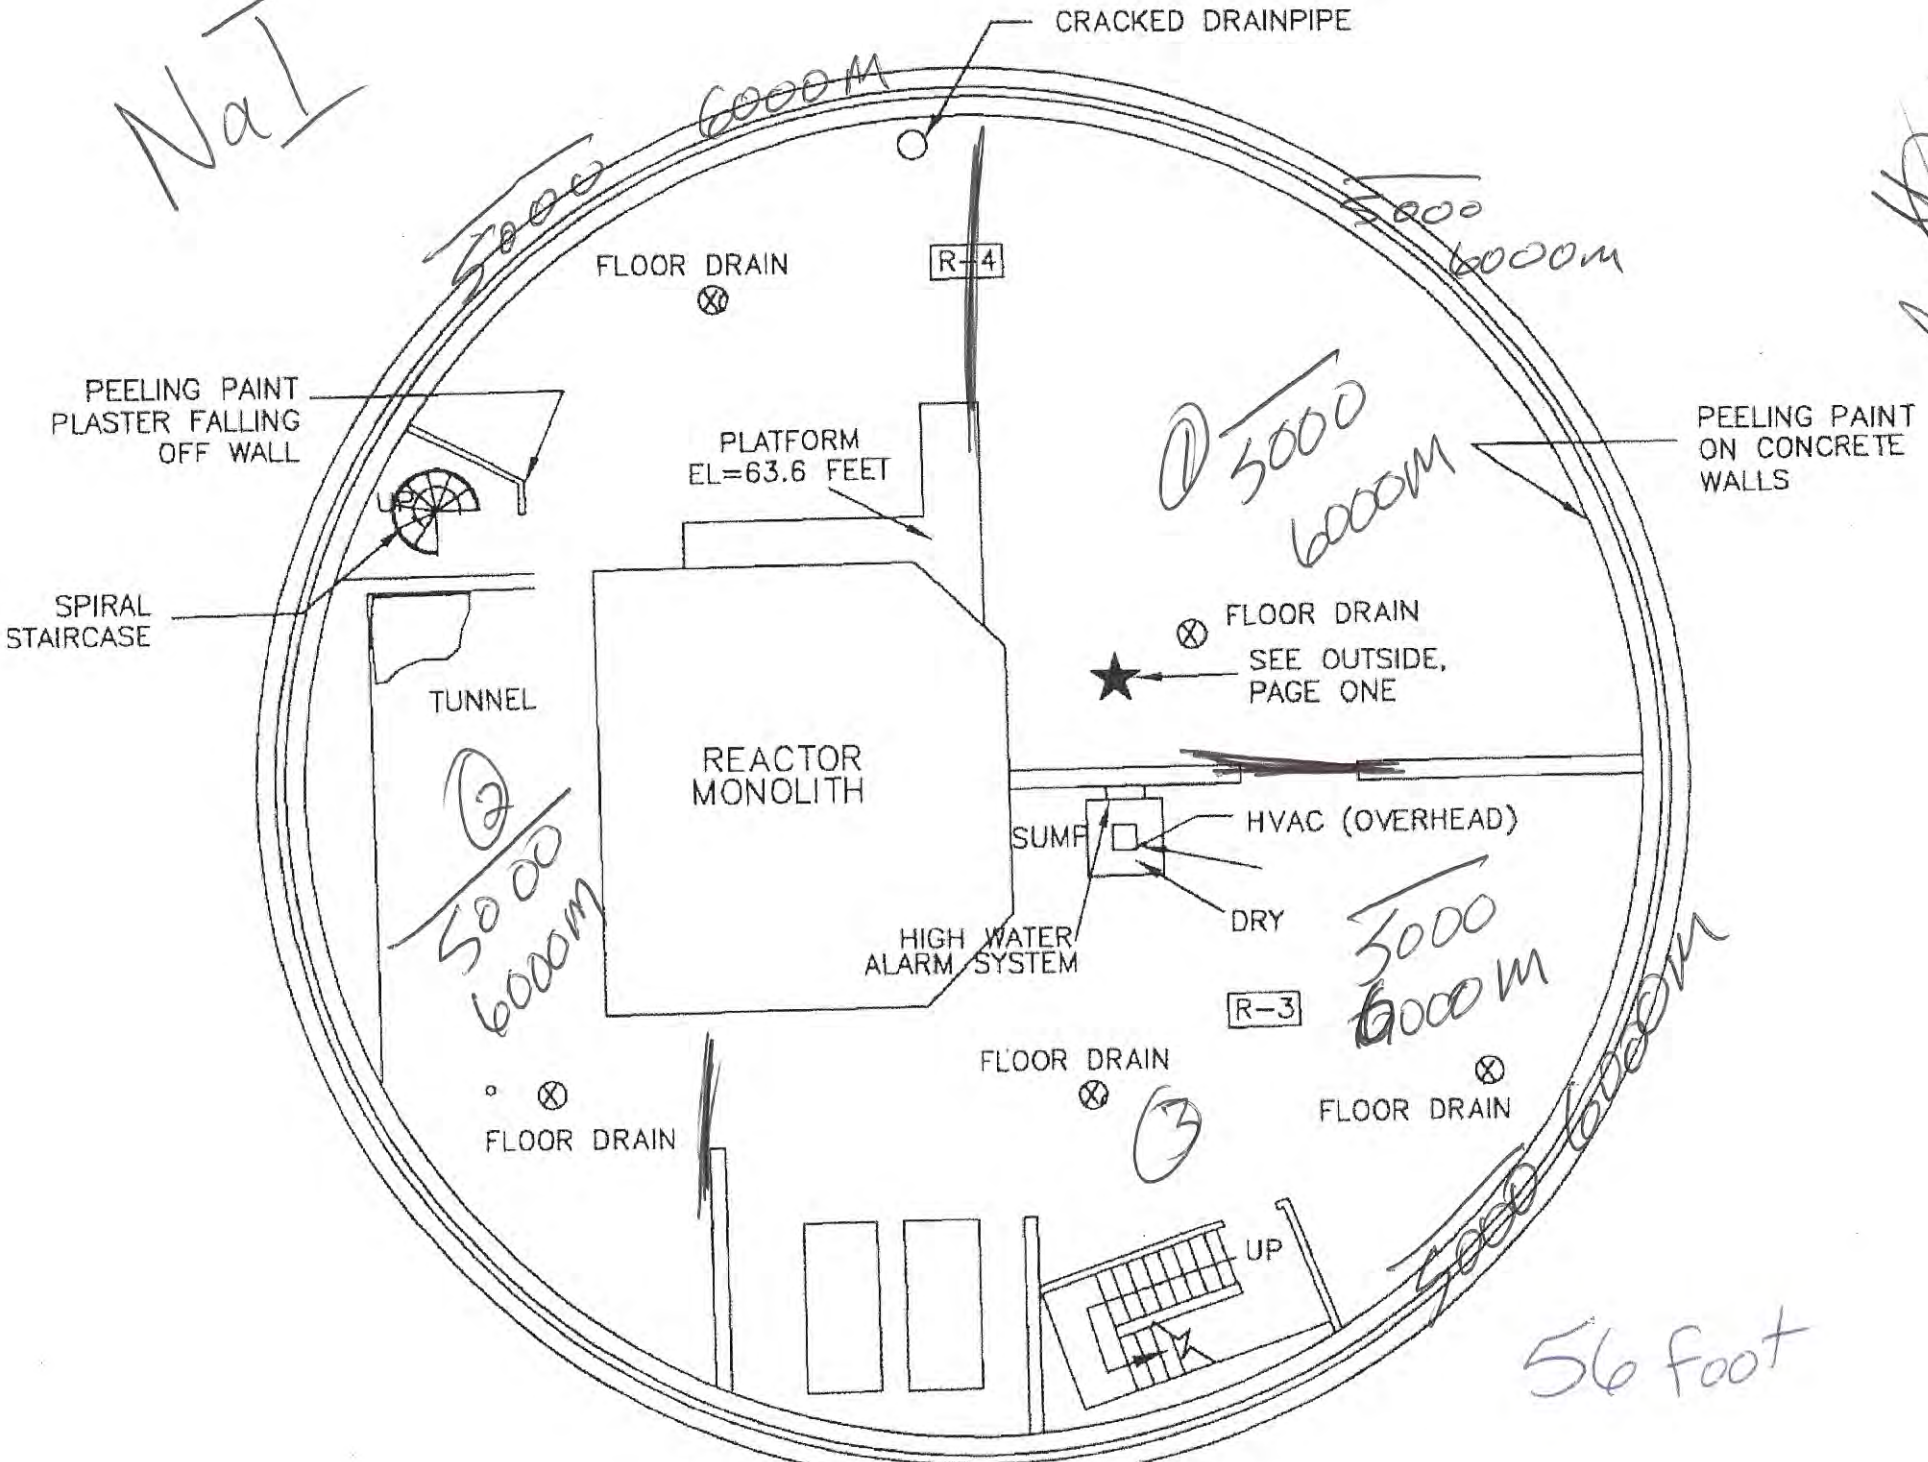 CRACKED DRAINPIPE
NaI
6000M
5000
5000
6000m
FLOOR DRAIN
R-4
PEELING PAINT
PLASTER FALLING
OFF WALL
PLATFORM
EL=63.6 FEET
① 5000
6000M
PEELING PAINT
ON CONCRETE
WALLS
UP
SPIRAL
STAIRCASE
FLOOR DRAIN
SEE OUTSIDE,
PAGE ONE
TUNNEL
REACTOR
MONOLITH
②
5000
6000M
SUMP
HVAC (OVERHEAD)
DRY
HIGH WATER
ALARM SYSTEM
5000
6000M
R-3
FLOOR DRAIN
③
FLOOR DRAIN
FLOOR DRAIN
5000 6000M
UP
56 foot